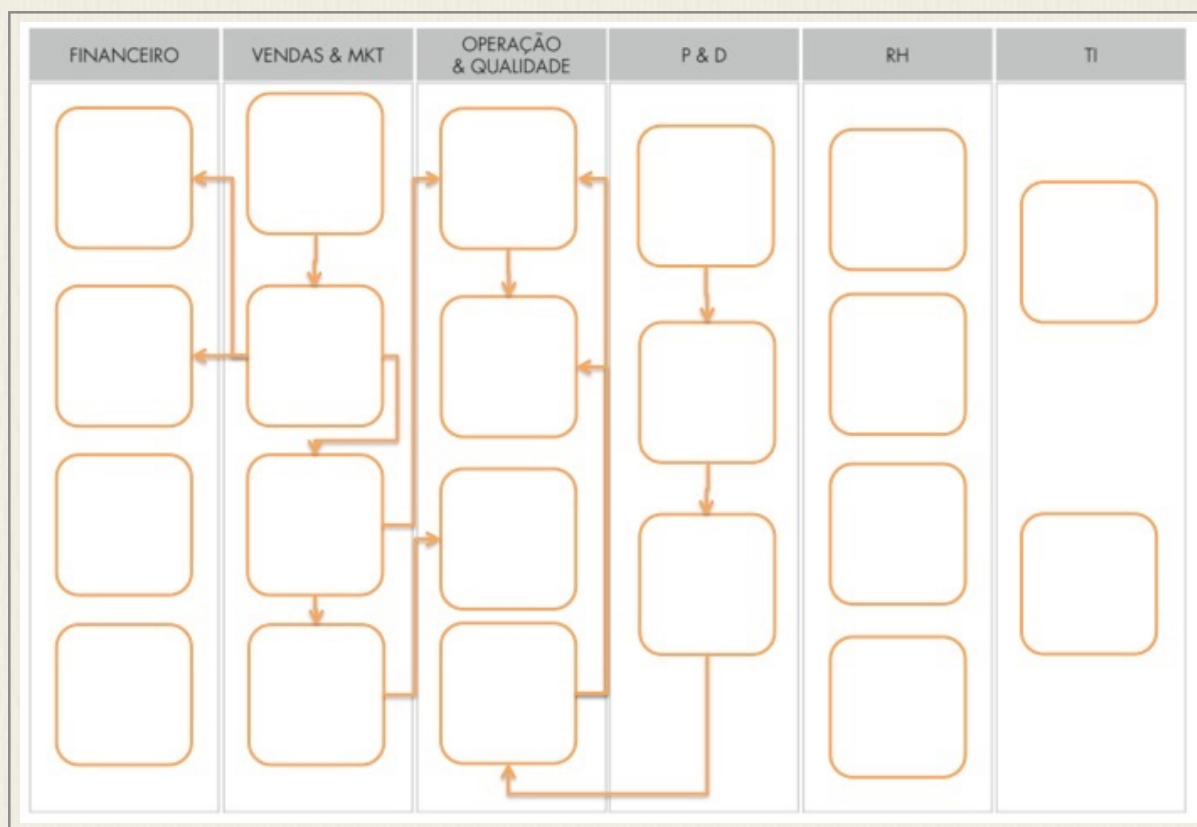 FINANCEIRO
VENDAS & MKT
OPERAÇÃO
& QUALIDADE
P & D
RH
TI